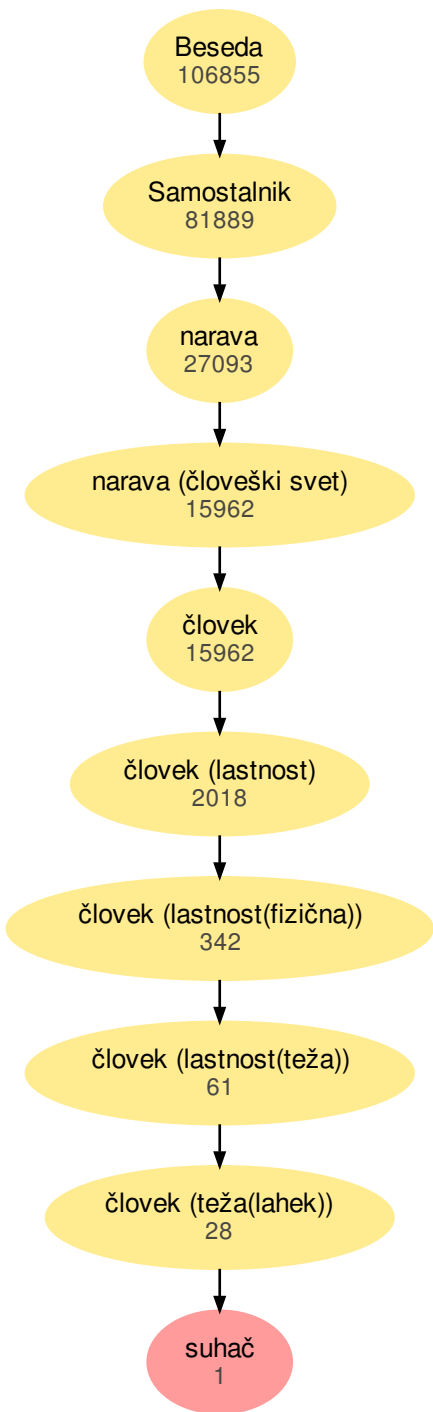 Beseda
106855
Samostalnik
81889
narava
27093
narava (človeški svet)
15962
človek
15962
človek (lastnost)
2018
človek (lastnost(fizična))
342
človek (lastnost(teža))
61
človek (teža(lahek))
28
suhač
1